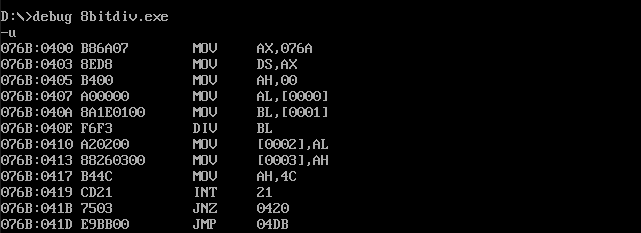 D:\>debug 8bitdiv.exe
-u
076B:0400 B86A07 MOV AX,076A
076B:0403 8ED8 MOV DS,AX
076B:0405 B400 MOV AH,00
076B:0407 A00000 MOV AL,[0000]
076B:040A 8A1E0100 MOV BL,[0001]
076B:040E F6F3 DIV BL
076B:0410 A20200 MOV [0002],AL
076B:0413 88260300 MOV [0003],AH
076B:0417 B44C MOV AH,4C
076B:0419 CD21 INT 21
076B:041B 7503 JNZ 0420
076B:041D E9BB00 JMP 04DB